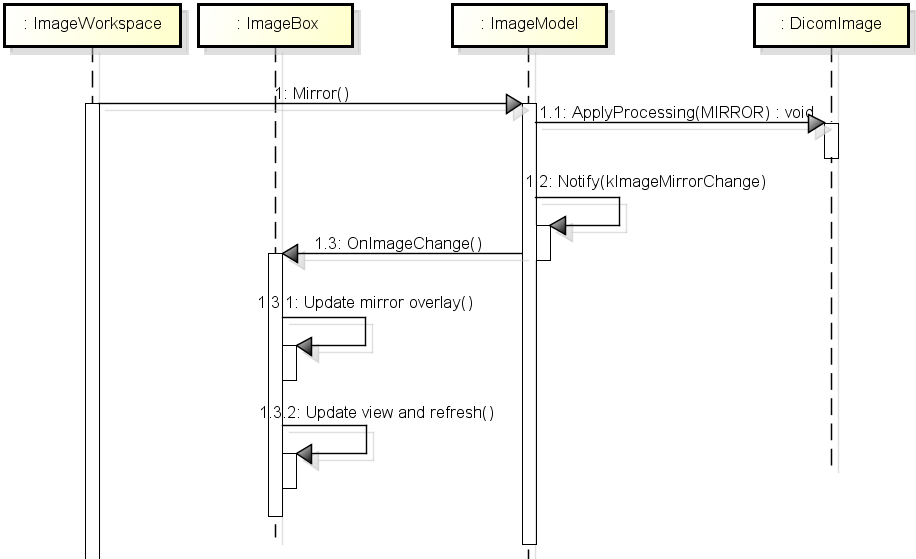 : ImageWorkspace
: ImageBox
: ImageModel
: DicomImage
1: Mirror()
1.1: ApplyProcessing(MIRROR) : void
1.2: Notify(kImageMirrorChange)
1.3: OnImageChange()
1.3.1: Update mirror overlay()
1.3.2: Update view and refresh()